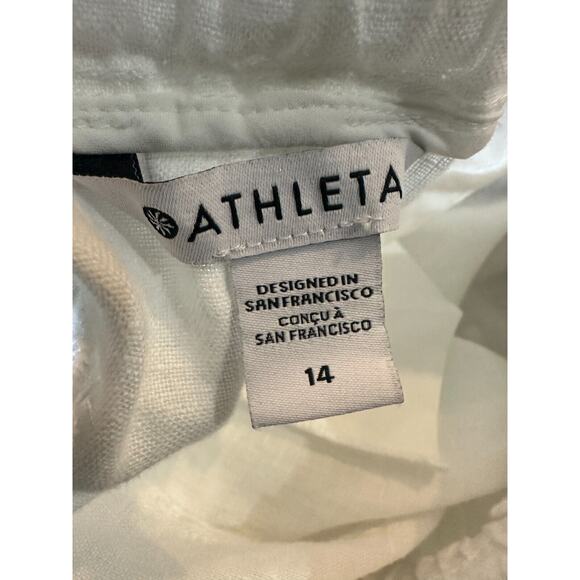 ATHLETA
DESIGNED IN
SAN FRANCISCO
CONÇU À
SAN FRANCISCO
14